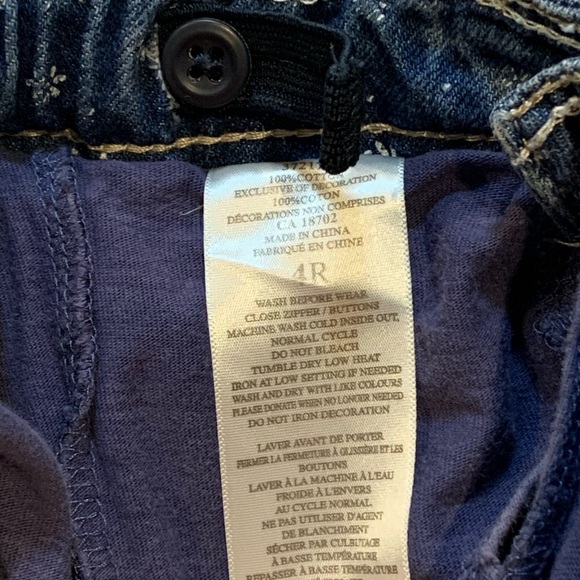 100%COTTON
EXCLUSIVE OF DECORATION
100%COTON
DÉCORATIONS NON COMPRISES
CA 18702
MADE IN CHINA
FABRIQUÉ EN CHINE
4R
WASH BEFORE WEAR
CLOSE ZIPPER / BUTTONS
MACHINE WASH COLD INSIDE OUT,
NORMAL CYCLE
DO NOT BLEACH
TUMBLE DRY LOW HEAT
IRON AT LOW SETTING IF NEEDED
WASH AND DRY WITH LIKE COLOURS
PLEASE DONATE WHEN NO LONGER NEEDED
DO NOT IRON DECORATION
LAVER AVANT DE PORTER
FERMER LA FERMETURE À GLISSIÈRE ET LES
BOUTONS
LAVER À LA MACHINE À L'EAU
FROIDE À L'ENVERS
AU CYCLE NORMAL
NE PAS UTILISER D'AGENT
DE BLANCHIMENT
SÉCHER PAR CULBUTAGE
À BASSE TEMPÉRATURE
REPASSER À BASSE TEMPÉRATURE